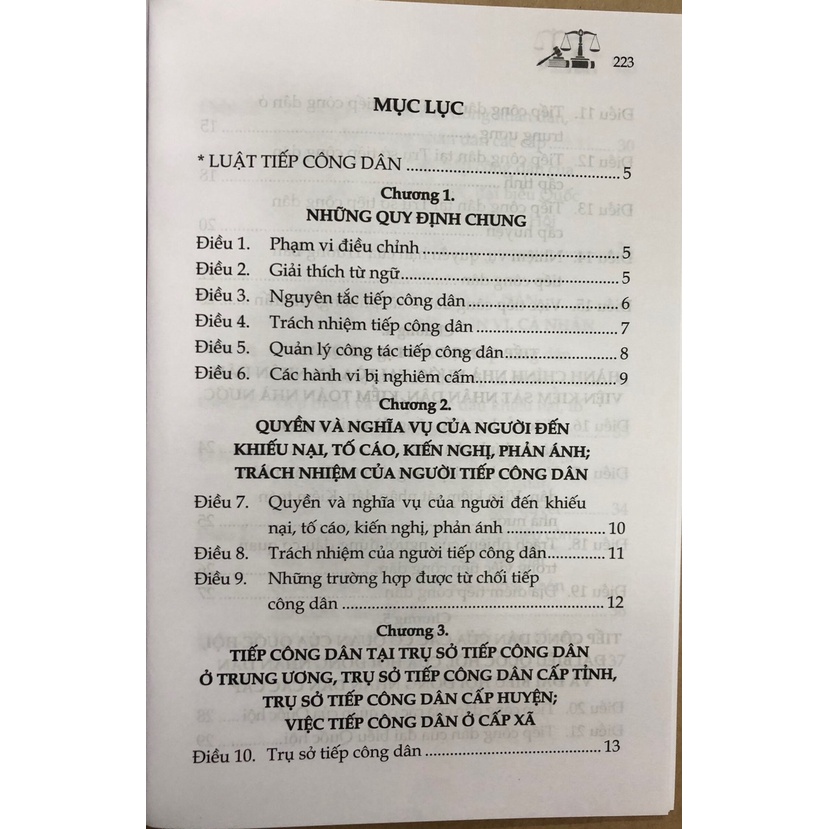 223
MỤC LỤC
* LUẬT TIẾP CÔNG DÂN ........ 5
Chương 1.
NHỮNG QUY ĐỊNH CHUNG
Điều 1. Phạm vi điều chỉnh ........ 5
Điều 2. Giải thích từ ngữ ........ 5
Điều 3. Nguyên tắc tiếp công dân ........ 6
Điều 4. Trách nhiệm tiếp công dân ........ 7
Điều 5. Quản lý công tác tiếp công dân ........ 8
Điều 6. Các hành vi bị nghiêm cấm ........ 9
Chương 2.
QUYỀN VÀ NGHĨA VỤ CỦA NGƯỜI ĐẾN
KHIẾU NẠI, TỐ CÁO, KIẾN NGHỊ, PHẢN ÁNH;
TRÁCH NHIỆM CỦA NGƯỜI TIẾP CÔNG DÂN
Điều 7. Quyền và nghĩa vụ của người đến khiếu
nại, tố cáo, kiến nghị, phản ánh ........ 10
Điều 8. Trách nhiệm của người tiếp công dân ........ 11
Điều 9. Những trường hợp được từ chối tiếp
công dân ........ 12
Chương 3.
TIẾP CÔNG DÂN TẠI TRỤ SỞ TIẾP CÔNG DÂN
Ở TRUNG ƯƠNG, TRỤ SỞ TIẾP CÔNG DÂN CẤP TỈNH,
TRỤ SỞ TIẾP CÔNG DÂN CẤP HUYỆN;
VIỆC TIẾP CÔNG DÂN Ở CẤP XÃ
Điều 10. Trụ sở tiếp công dân ........ 13